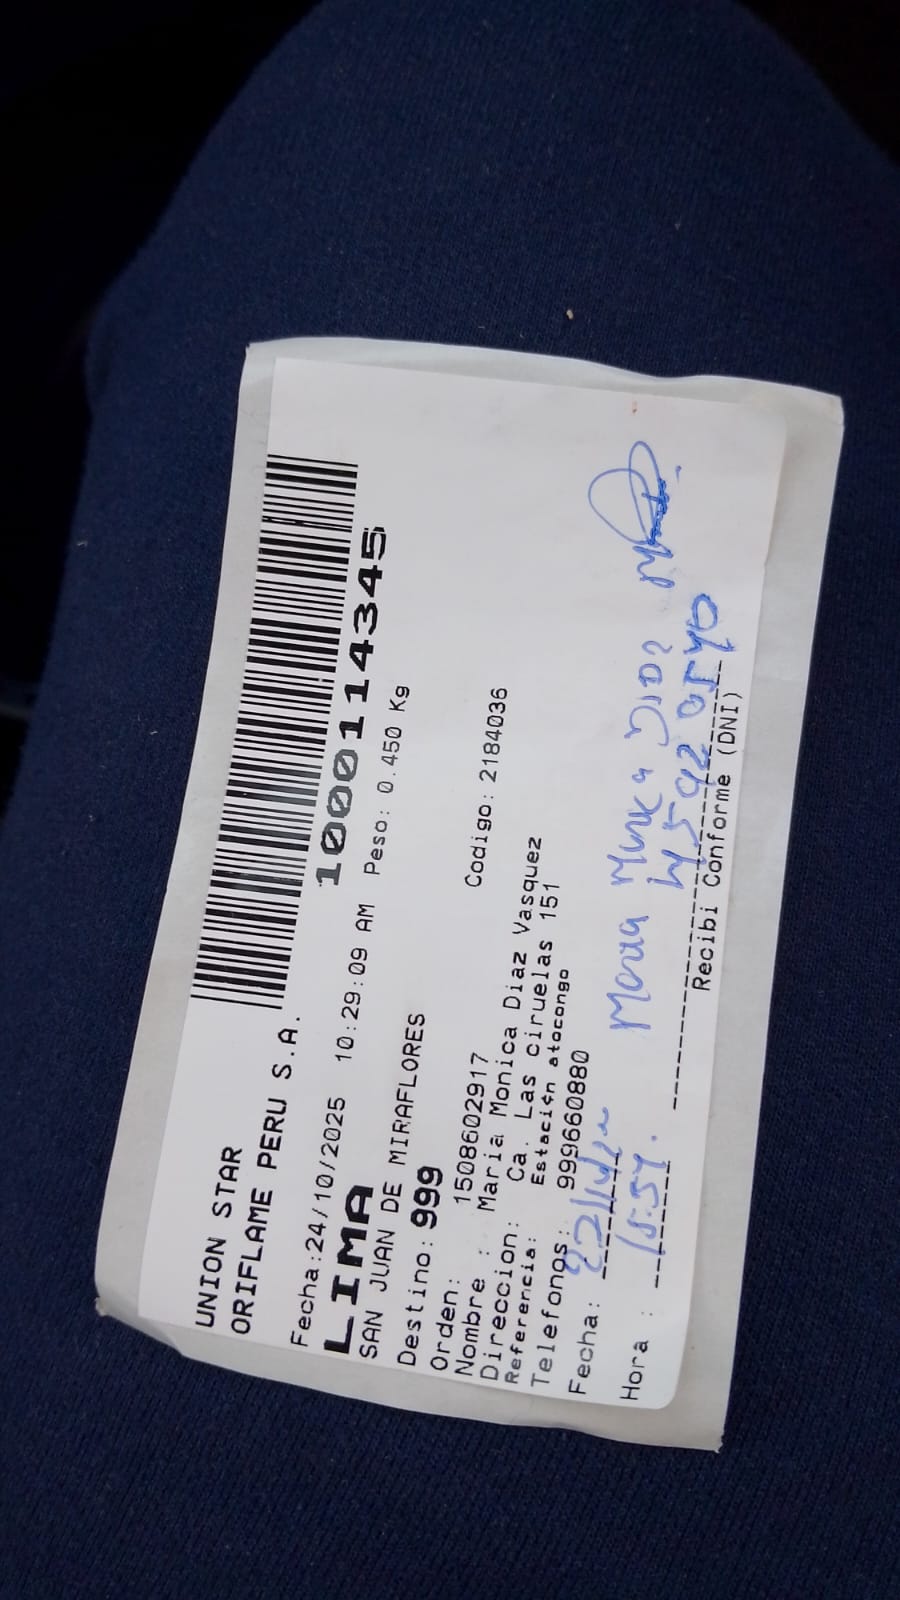 UNION STAR
ORIFLAME PERU S.A.
1000114345
Fecha:24/10/2025 10:29:09 AM Peso: 0.450 Kg
LIMA
SAN JUAN DE MIRAFLORES
Destino: 999
Orden: 1508602917 Codigo: 2184036
Nombre : Maria Monica Diaz Vasquez
Direccion: Ca. Las ciruelas 151
Referencia: Estación atocongo
Telefonos: 999660880
Fecha:
Hora : 15:54.
Recibi Conforme (DNI)